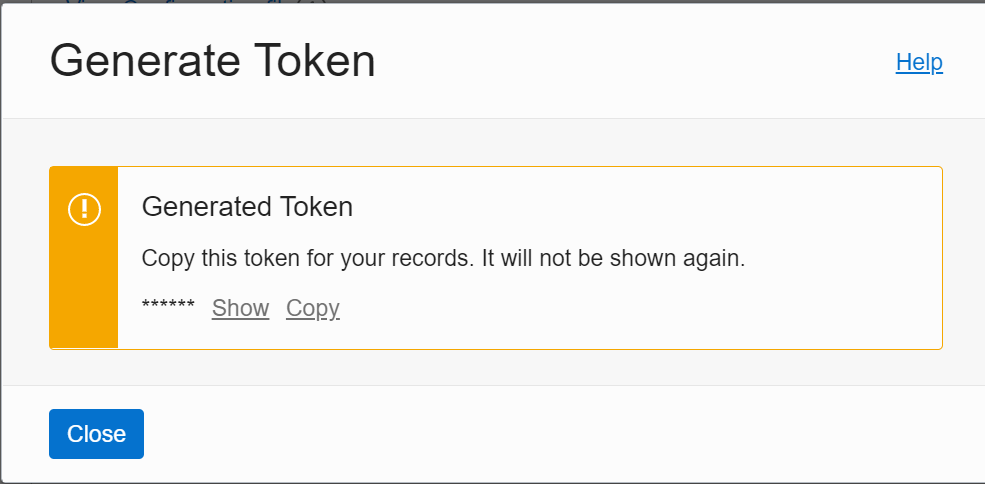 Generate Token
Help
Generated Token
Copy this token for your records. It will not be shown again.
****** Show Copy
Close